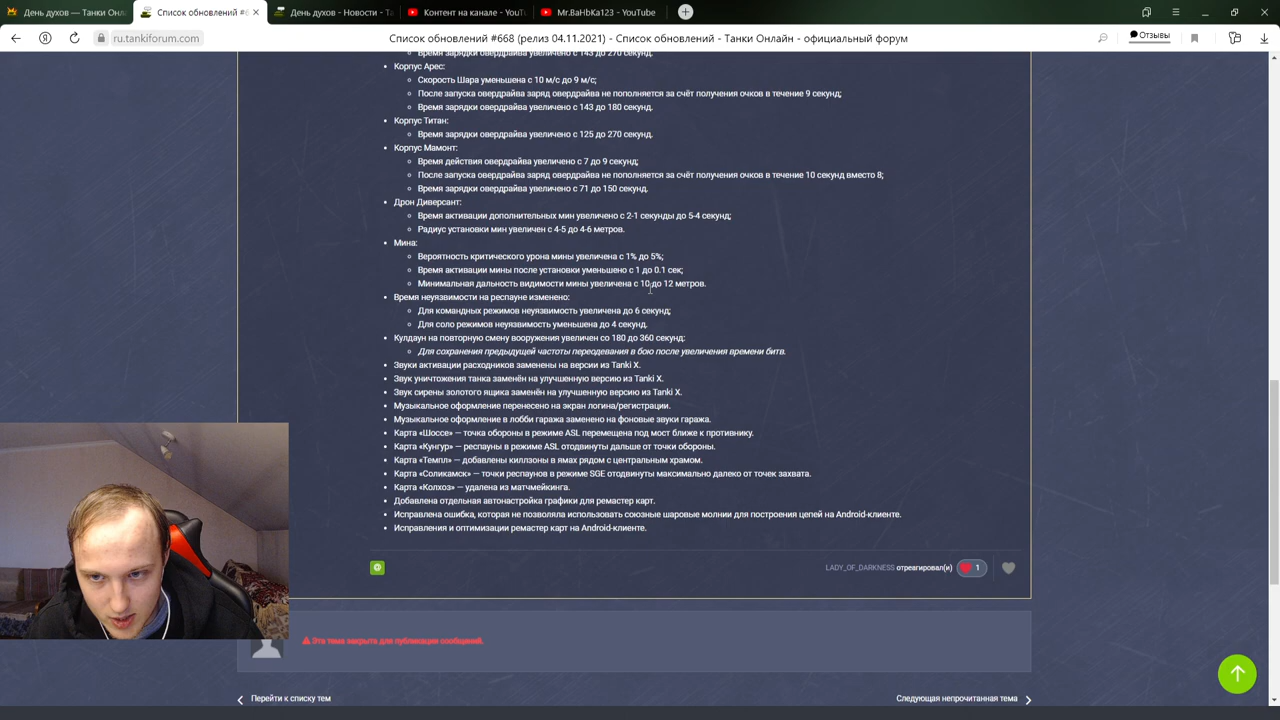 День духов — Танки Онл
Список обновлений #6
День духов - Новости - Та
Контент на канале - YouTu
Mr.BaHbKa123 - YouTube
ru.tankiforum.com
Список обновлений #668 (релиз 04.11.2021) - Список обновлений - Танки Онлайн - официальный форум
Отзывы
Время зарядки овердрайва увеличено с 143 до 270 секунд.
Корпус Арес:
Скорость Шара уменьшена с 10 м/с до 9 м/с;
После запуска овердрайва заряд овердрайва не пополняется за счёт получения очков в течение 9 секунд;
Время зарядки овердрайва увеличено с 143 до 180 секунд.
Корпус Титан:
Время зарядки овердрайва увеличено с 125 до 270 секунд.
Корпус Мамонт:
Время действия овердрайва увеличено с 7 до 9 секунд;
После запуска овердрайва заряд овердрайва не пополняется за счёт получения очков в течение 10 секунд вместо 8;
Время зарядки овердрайва увеличено с 71 до 150 секунд.
Дрон Диверсант:
Время активации дополнительных мин увеличено с 2-1 секунды до 5-4 секунд;
Радиус установки мин увеличен с 4-5 до 4-6 метров.
Мина:
Вероятность критического урона мины увеличена с 1% до 5%;
Время активации мины после установки уменьшено с 1 до 0.1 сек;
Минимальная дальность видимости мины увеличена с 10 до 12 метров.
Время неуязвимости на респауне изменено:
Для командных режимов неуязвимость увеличена до 6 секунд;
Для соло режимов неуязвимость уменьшена до 4 секунд.
Кулдаун на повторную смену вооружения увеличен со 180 до 360 секунд:
Для сохранения предыдущей частоты переодевания в бою после увеличения времени битв.
Звуки активации расходников заменены на версии из Tanki X.
Звук уничтожения танка заменён на улучшенную версию из Tanki X.
Звук сирены золотого ящика заменён на улучшенную версию из Tanki X.
Музыкальное оформление перенесено на экран логина/регистрации.
Музыкальное оформление в лобби гаража заменено на фоновые звуки гаража.
Карта «Шоссе» — точка обороны в режиме ASL перемещена под мост ближе к противнику.
Карта «Кунгур» — респауны в режиме ASL отодвинуты дальше от точки обороны.
Карта «Темпл» — добавлены киллзоны в ямах рядом с центральным храмом.
Карта «Соликамск» — точки респаунов в режиме SGE отодвинуты максимально далеко от точек захвата.
Карта «Колхоз» — удалена из матчмейкинга.
Добавлена отдельная автонастройка графики для ремастер карт.
Исправлена ошибка, которая не позволяла использовать союзные шаровые молнии для построения цепей на Android-клиенте.
Исправления и оптимизации ремастер карт на Android-клиенте.
LADY_OF_DARKNESS отреагировал(и) 1
Эта тема закрыта для публикации сообщений.
Перейти к списку тем
Следующая непрочитанная тема